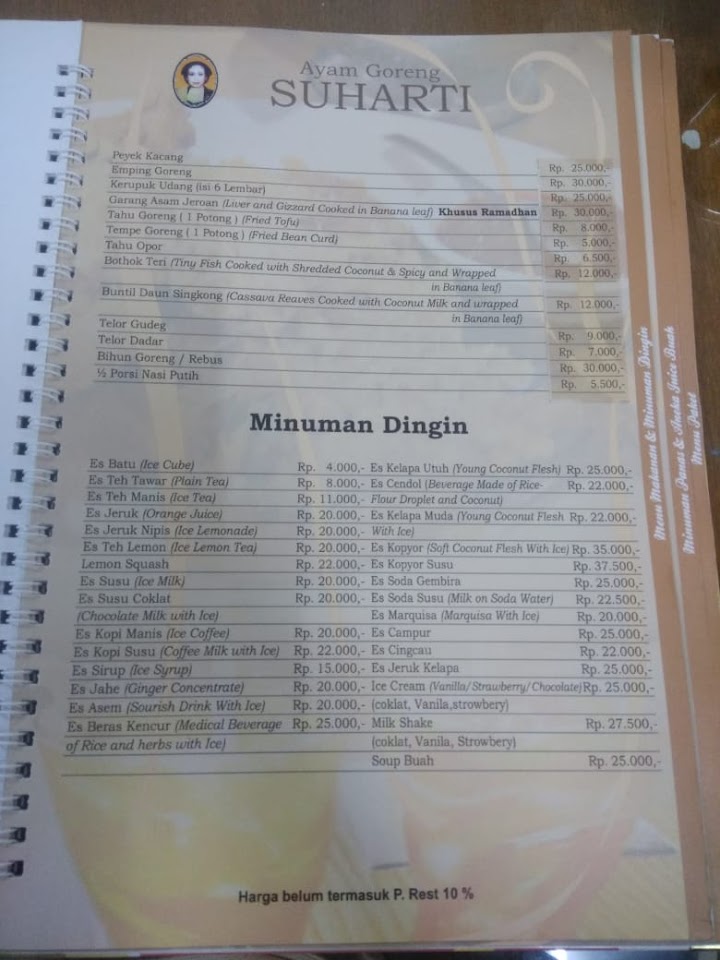 Ayam Goreng
SUHARTI
Peyek Kacang Rp. 25.000,-
Emping Goreng Rp. 30.000,-
Kerupuk Udang (isi 6 Lembar) Rp. 25.000,-
Garang Asam Jeroan (Liver and Gizzard Cooked in Banana leaf) Khusus Ramadhan Rp. 30.000,-
Tahu Goreng ( 1 Potong ) (Fried Tofu) Rp. 8.000,-
Tempe Goreng ( 1 Potong ) (Fried Bean Curd) Rp. 5.000,-
Tahu Opor Rp. 6.500,-
Bothok Teri (Tiny Fish Cooked with Shredded Coconut & Spicy and Wrapped Rp. 12.000,-
in Banana leaf)
Buntil Daun Singkong (Cassava Reaves Cooked with Coconut Milk and wrapped Rp. 12.000,-
in Banana leaf)
Telor Gudeg Rp. 9.000,-
Telor Dadar Rp. 7.000,-
Bihun Goreng / Rebus Rp. 30.000,-
½ Porsi Nasi Putih Rp. 5.500,-
Minuman Dingin
Es Batu (Ice Cube) Rp. 4.000,-
Es Teh Tawar (Plain Tea) Rp. 8.000,-
Es Teh Manis (Ice Tea) Rp. 11.000,-
Es Jeruk (Orange Juice) Rp. 20.000,-
Es Jeruk Nipis (Ice Lemonade) Rp. 20.000,-
Es Teh Lemon (Ice Lemon Tea) Rp. 20.000,-
Lemon Squash Rp. 22.000,-
Es Susu (Ice Milk) Rp. 20.000,-
Es Susu Coklat Rp. 20.000,-
(Chocolate Milk with Ice)
Es Kopi Manis (Ice Coffee) Rp. 20.000,-
Es Kopi Susu (Coffee Milk with Ice) Rp. 22.000,-
Es Sirup (Ice Syrup) Rp. 15.000,-
Es Jahe (Ginger Concentrate) Rp. 20.000,-
Es Asem (Sourish Drink With Ice) Rp. 20.000,-
Es Beras Kencur (Medical Beverage Rp. 25.000,-
of Rice and herbs with Ice)
Es Kelapa Utuh (Young Coconut Flesh) Rp. 25.000,-
Es Cendol (Beverage Made of Rice- Rp. 22.000,-
Flour Droplet and Coconut)
Es Kelapa Muda (Young Coconut Flesh Rp. 22.000,-
With Ice)
Es Kopyor (Soft Coconut Flesh With Ice) Rp. 35.000,-
Es Kopyor Susu Rp. 37.500,-
Es Soda Gembira Rp. 25.000,-
Es Soda Susu (Milk on Soda Water) Rp. 22.500,-
Es Marquisa (Marquisa With Ice) Rp. 20.000,-
Es Campur Rp. 25.000,-
Es Cingcau Rp. 22.000,-
Es Jeruk Kelapa Rp. 25.000,-
Ice Cream (Vanilla/Strawberry/Chocolate) Rp. 25.000,-
(coklat, Vanila,strowbery)
Milk Shake Rp. 27.500,-
(coklat, Vanila, Strowbery)
Soup Buah Rp. 25.000,-
Harga belum termasuk P. Rest 10 %
Menu Makanan & Minuman Dingin
Minuman Panas & Aneka Juice Buah
Menu Paket